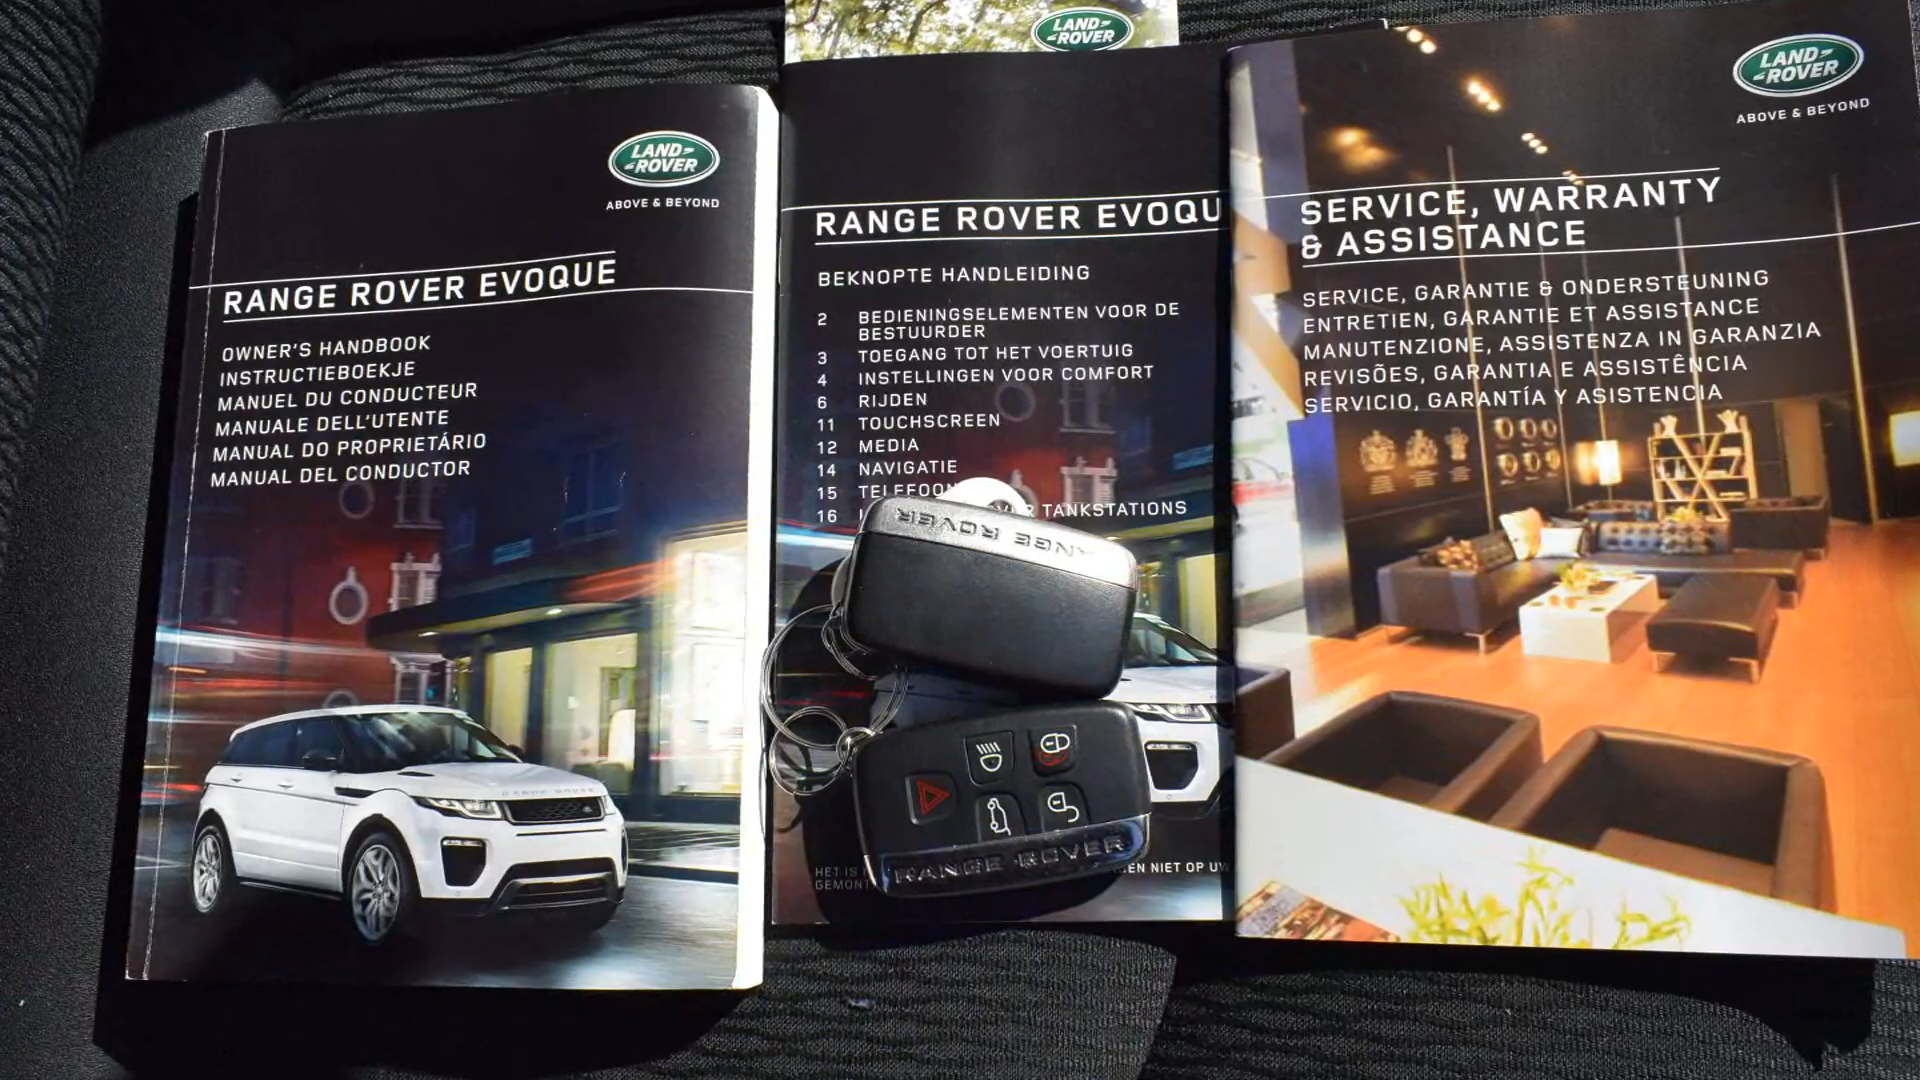 LAND ROVER
ABOVE & BEYOND
RANGE ROVER EVOQUE
OWNER'S HANDBOOK
INSTRUCTIEBOEKJE
MANUEL DU CONDUCTEUR
MANUALE DELL'UTENTE
MANUAL DO PROPRIETÁRIO
MANUAL DEL CONDUCTOR
LAND ROVER
RANGE ROVER EVOQU
BEKNOPTE HANDLEIDING
2 BEDIENINGSELEMENTEN VOOR DE
BESTUURDER
3 TOEGANG TOT HET VOERTUIG
4 INSTELLINGEN VOOR COMFORT
6 RIJDEN
11 TOUCHSCREEN
12 MEDIA
14 NAVIGATIE
15 TELEFOON
16 TANKSTATIONS
RANGE ROVER
RANGE ROVER
HET IS NIET OP UW
GEMONT
LAND ROVER
ABOVE & BEYOND
SERVICE, WARRANTY
& ASSISTANCE
SERVICE, GARANTIE & ONDERSTEUNING
ENTRETIEN, GARANTIE ET ASSISTANCE
MANUTENZIONE, ASSISTENZA IN GARANZIA
REVISÕES, GARANTIA E ASSISTÊNCIA
SERVICIO, GARANTÍA Y ASISTENCIA